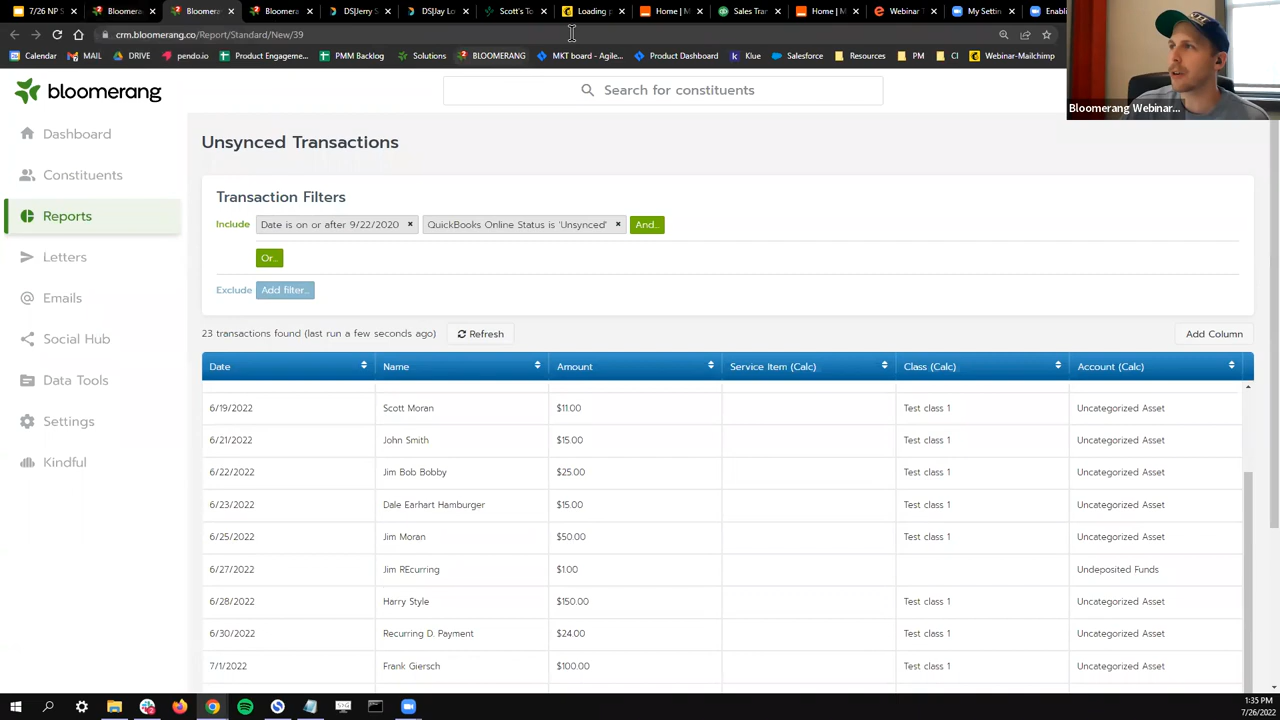 7/26 NP S
Bloomeran
Bloomeran
Bloomeran
DS|Jerry S
DS|Jay Lo
Scott's To
Loading p
Home | M
Sales Tran
Home | M
Webinar T
My Settin
Enabli
crm.bloomerang.co/Report/Standard/New/39
Calendar
MAIL
DRIVE
pendo.io
Product Engageme...
PMM Backlog
Solutions
BLOOMERANG
MKT board - Agile...
Product Dashboard
Klue
Salesforce
Resources
PM
CI
Webinar-Mailchimp
Bloomerang Webinar...
bloomerang
Search for constituents
Dashboard
Constituents
Reports
Letters
Emails
Social Hub
Data Tools
Settings
Kindful
Unsynced Transactions
Transaction Filters
Include Date is on or after 9/22/2020 × QuickBooks Online Status is 'Unsynced' × And...
Or...
Exclude Add filter...
23 transactions found (last run a few seconds ago) Refresh Add Column
Date Name Amount Service Item (Calc) Class (Calc) Account (Calc)
6/19/2022 Scott Moran $11.00 Test class 1 Uncategorized Asset
6/21/2022 John Smith $15.00 Test class 1 Uncategorized Asset
6/22/2022 Jim Bob Bobby $25.00 Test class 1 Uncategorized Asset
6/23/2022 Dale Earhart Hamburger $15.00 Test class 1 Uncategorized Asset
6/25/2022 Jim Moran $50.00 Test class 1 Uncategorized Asset
6/27/2022 Jim REcurring $1.00 Undeposited Funds
6/28/2022 Harry Style $150.00 Test class 1 Uncategorized Asset
6/30/2022 Recurring D. Payment $24.00 Test class 1 Uncategorized Asset
7/1/2022 Frank Giersch $100.00 Test class 1 Uncategorized Asset
1:35 PM
7/26/2022